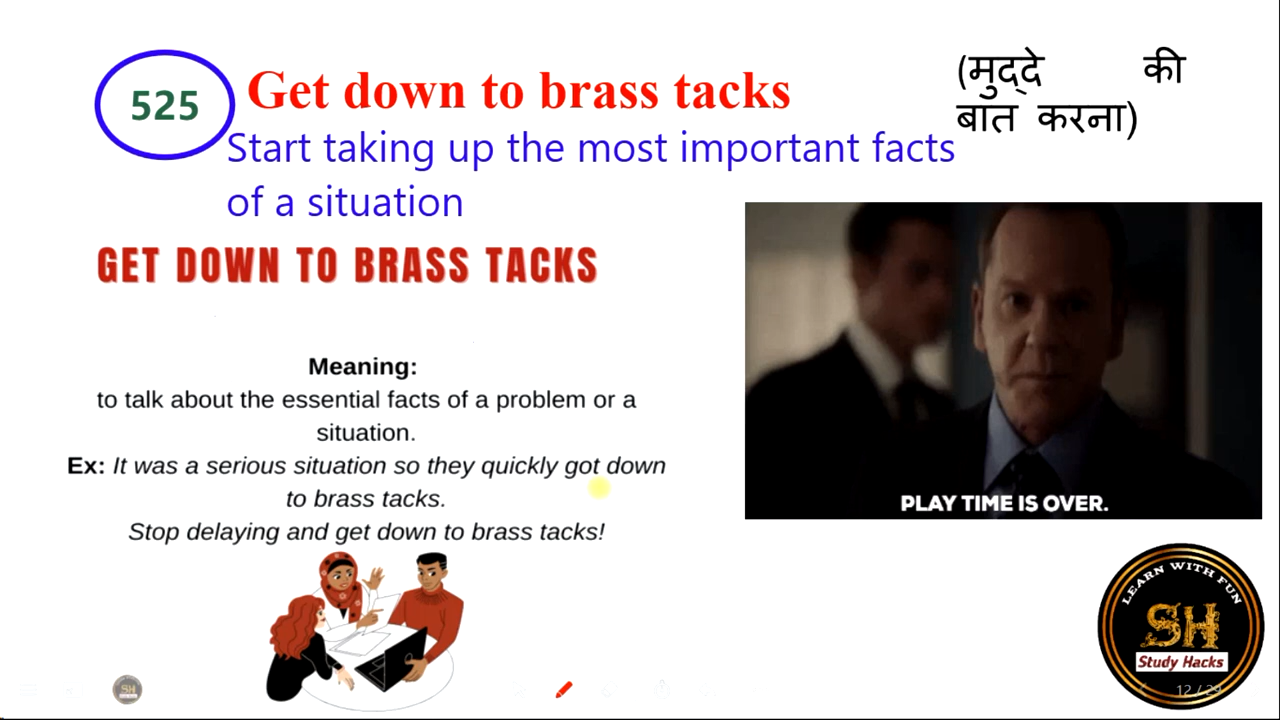 525
Get down to brass tacks
(मुद्दे की
बात करना)
Start taking up the most important facts
of a situation
GET DOWN TO BRASS TACKS
Meaning:
to talk about the essential facts of a problem or a
situation.
Ex: It was a serious situation so they quickly got down
to brass tacks.
Stop delaying and get down to brass tacks!
PLAY TIME IS OVER.
LEARN WITH FUN
SH
Study Hacks
SH